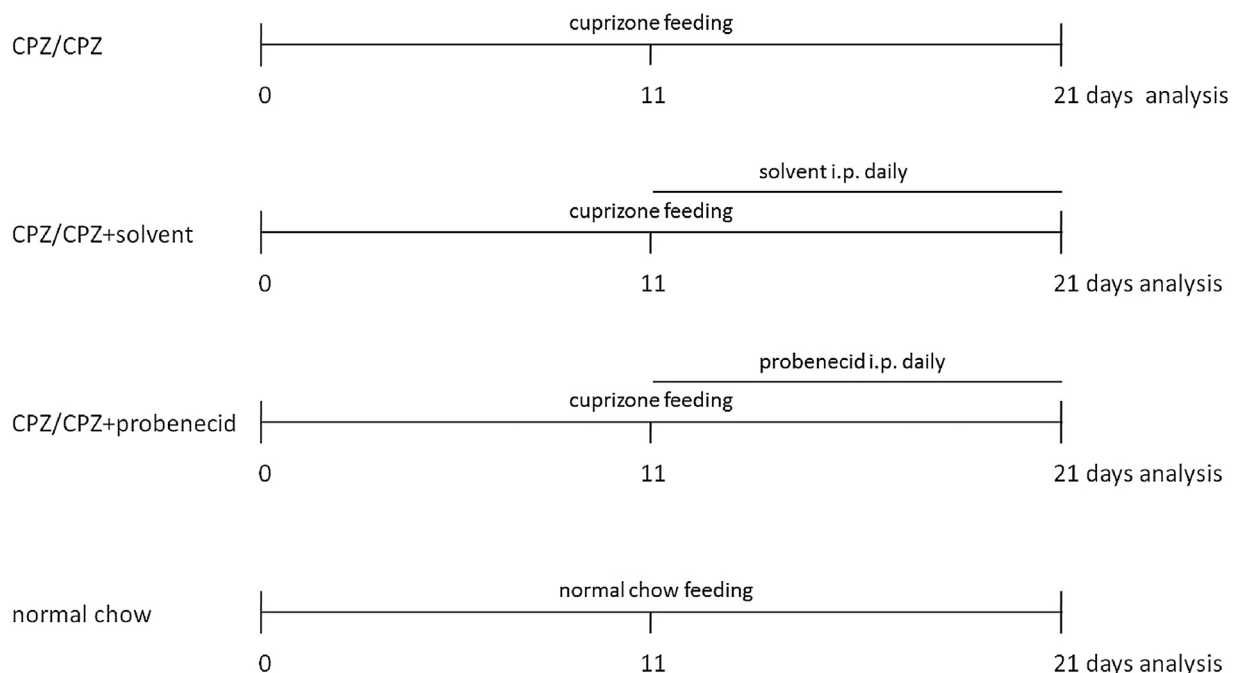 cuprizone feeding
CPZ/CPZ
0 11 21 days analysis
solvent i.p. daily
cuprizone feeding
CPZ/CPZ+solvent
0 11 21 days analysis
probenecid i.p. daily
cuprizone feeding
CPZ/CPZ+probenecid
0 11 21 days analysis
normal chow feeding
normal chow
0 11 21 days analysis